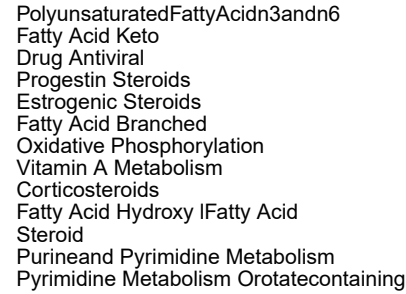 PolyunsaturatedFattyAcidn3andn6
Fatty Acid Keto
Drug Antiviral
Progestin Steroids
Estrogenic Steroids
Fatty Acid Branched
Oxidative Phosphorylation
Vitamin A Metabolism
Corticosteroids
Fatty Acid Hydroxy lFatty Acid
Steroid
Purineand Pyrimidine Metabolism
Pyrimidine Metabolism Orotatecontaining